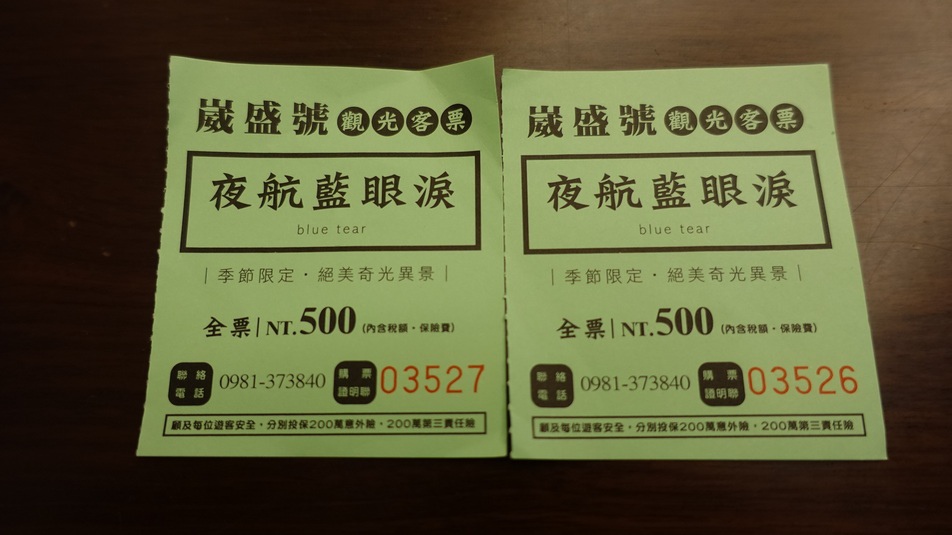 崴盛號觀光客票
夜航藍眼淚
blue tear
|季節限定·絕美奇光異景|
全票|NT.500(內含稅額·保險費)
聯絡電話 0981-373840 購票證明聯 03527
顧及每位遊客安全,分別投保200萬意外險,200萬第三責任險
崴盛號觀光客票
夜航藍眼淚
blue tear
|季節限定·絕美奇光異景|
全票|NT.500(內含稅額·保險費)
聯絡電話 0981-373840 購票證明聯 03526
顧及每位遊客安全,分別投保200萬意外險,200萬第三責任險